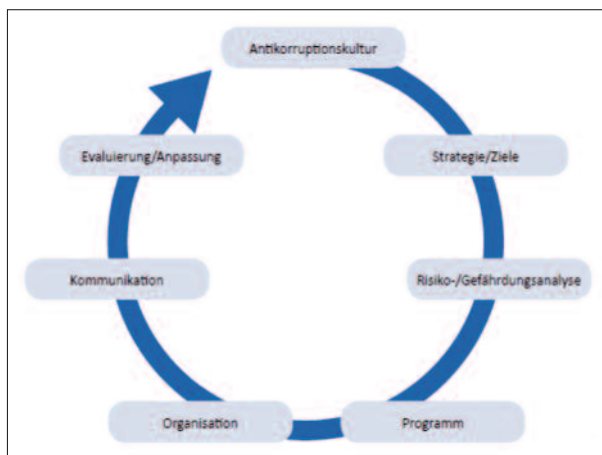 Antikorruptionskultur
Strategie/Ziele
Risiko-/Gefährdungsanalyse
Programm
Organisation
Kommunikation
Evaluierung/Anpassung